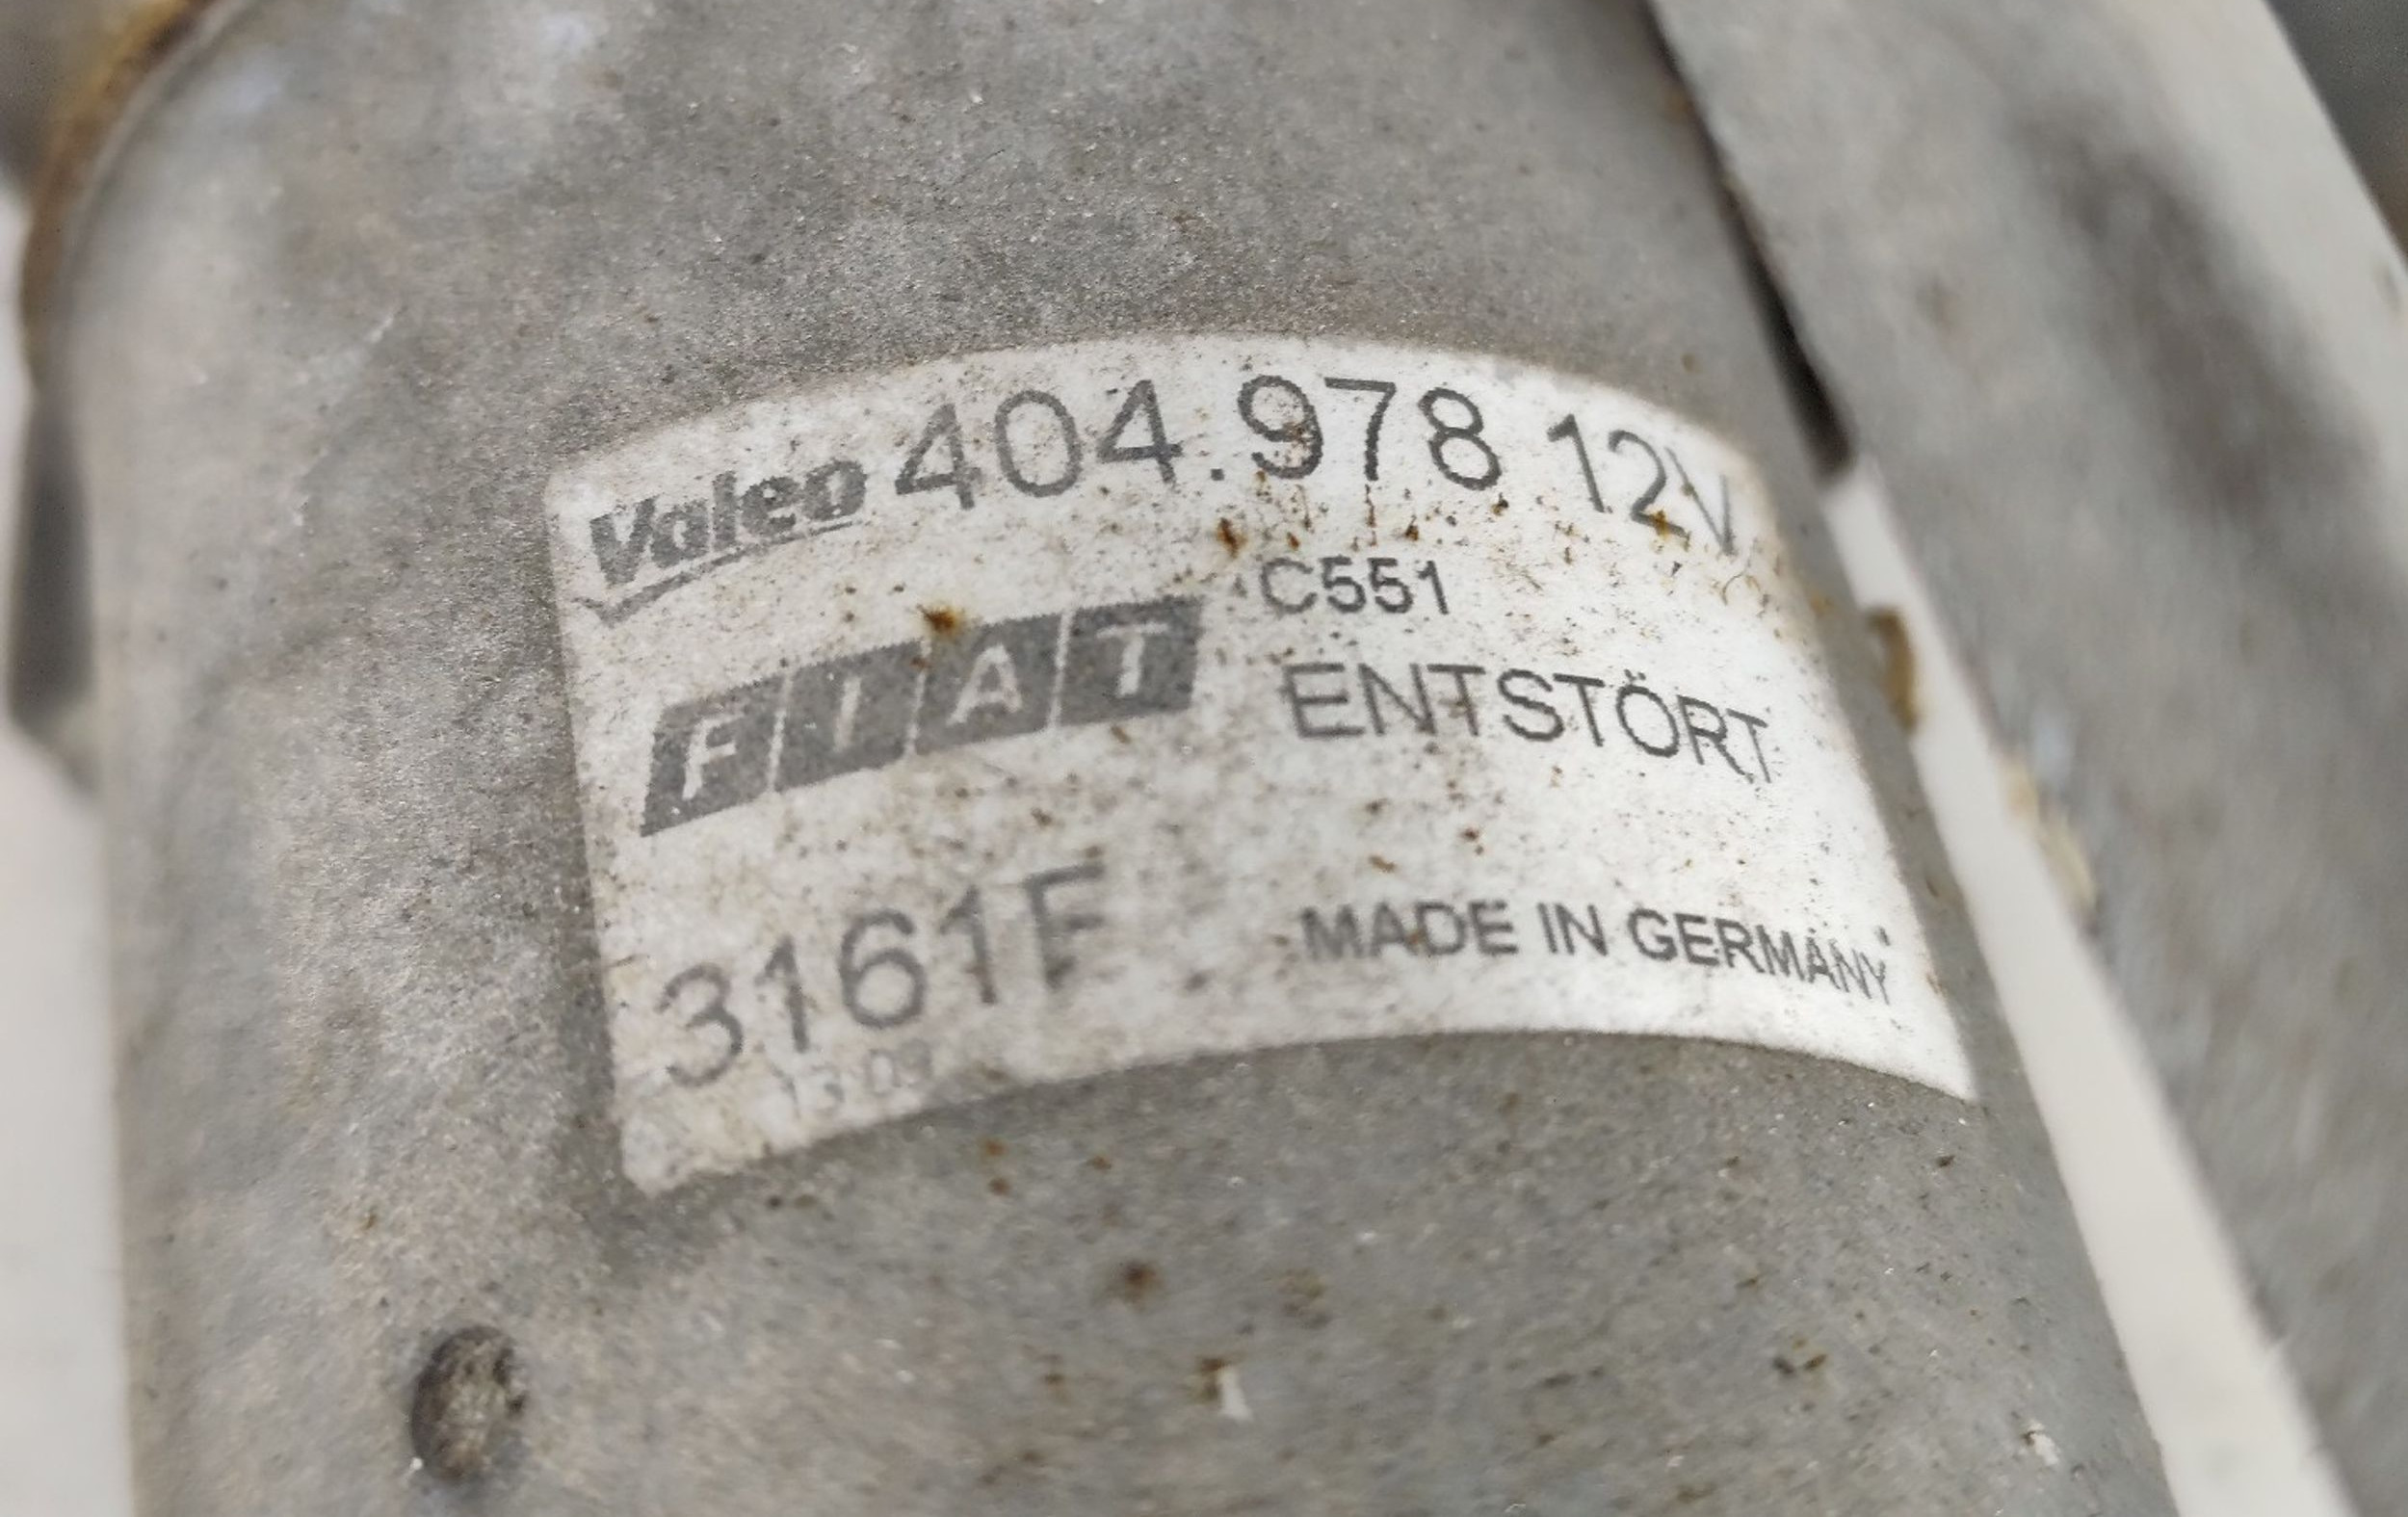 Valeo 404.978 12V
C551
FIAT ENTSTÖRT
3161F MADE IN GERMANY